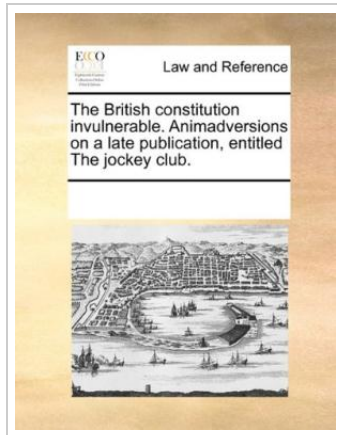 ECCO
Law and Reference
The British constitution
invulnerable. Animadversions
on a late publication, entitled
The jockey club.